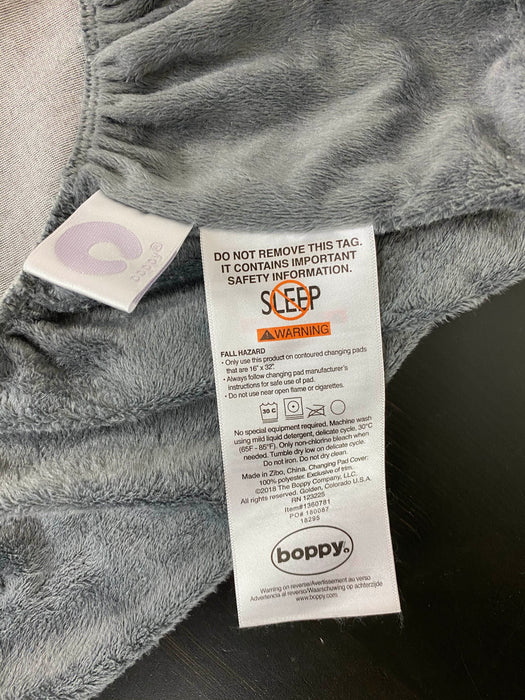 boppy®
DO NOT REMOVE THIS TAG.
IT CONTAINS IMPORTANT
SAFETY INFORMATION.
SLEEP
WARNING
FALL HAZARD
• Only use this product on contoured changing pads
that are 16" x 32".
• Always follow changing pad manufacturer's
instructions for safe use of pad.
• Do not use near open flame or cigarettes.
30 C
No special equipment required. Machine wash
using mild liquid detergent, delicate cycle, 30°C
(65F - 85°F). Only non-chlorine bleach when
needed. Tumble dry low on delicate cycle.
Do not iron. Do not dry clean.
Made in Zibo, China. Changing Pad Cover:
100% polyester. Exclusive of trim.
©2018 The Boppy Company, LLC.
All rights reserved. Golden, Colorado U.S.A.
RN 123225
Item#1360781
PO# 180087
18295
boppy®
Warning on reverse/Avertissement au verso
Advertencia al reverso/Warnschuwing op achterzijde
www.boppy.com